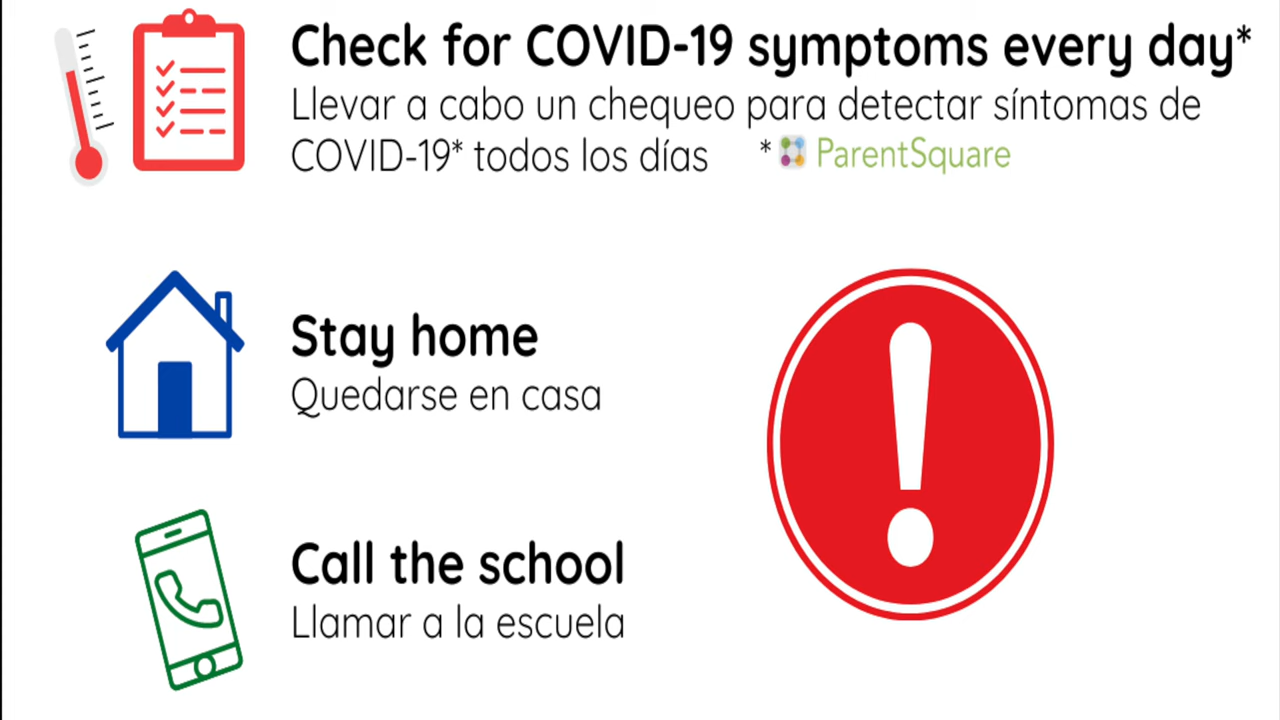 Check for COVID-19 symptoms every day*
Llevar a cabo un chequeo para detectar síntomas de
COVID-19* todos los días * ParentSquare
Stay home
Quedarse en casa
Call the school
Llamar a la escuela